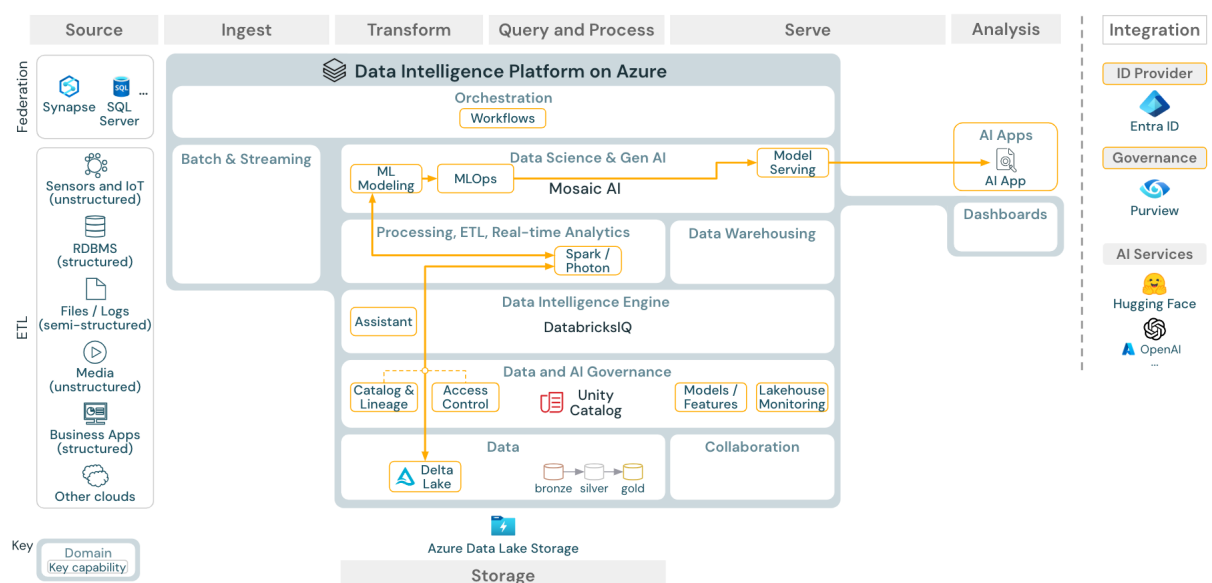 Source
Ingest
Transform
Query and Process
Serve
Analysis
Integration
Federation
Synapse
SQL
SQL
Server
...
ETL
Sensors and IoT
(unstructured)
RDBMS
(structured)
Files / Logs
(semi-structured)
Media
(unstructured)
Business Apps
(structured)
Other clouds
Key
Domain
Key capability
Data Intelligence Platform on Azure
Orchestration
Workflows
Batch & Streaming
Data Science & Gen AI
ML
Modeling
MLOps
Mosaic AI
Model
Serving
Processing, ETL, Real-time Analytics
Spark /
Photon
Data Warehousing
Data Intelligence Engine
Assistant
DatabricksIQ
Data and AI Governance
Catalog &
Lineage
Access
Control
Unity
Catalog
Models /
Features
Lakehouse
Monitoring
Data
Delta
Lake
bronze
silver
gold
Collaboration
Azure Data Lake Storage
Storage
AI Apps
AI App
Dashboards
ID Provider
Entra ID
Governance
Purview
AI Services
Hugging Face
OpenAI
...